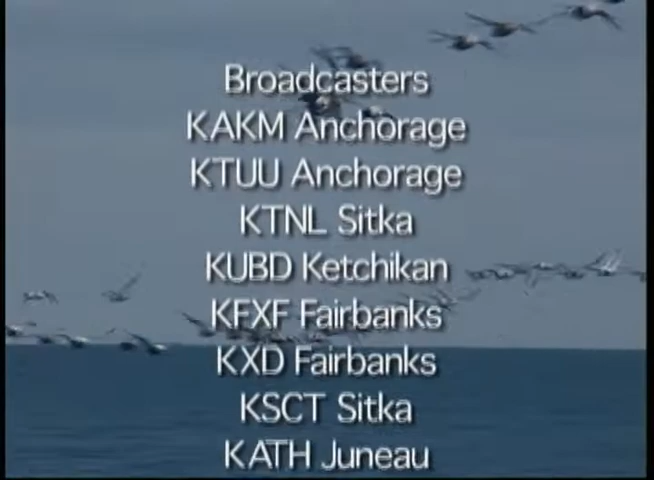 Broadcasters
KAKM Anchorage
KTUU Anchorage
KTNL Sitka
KUBD Ketchikan
KFXF Fairbanks
KXD Fairbanks
KSCT Sitka
KATH Juneau